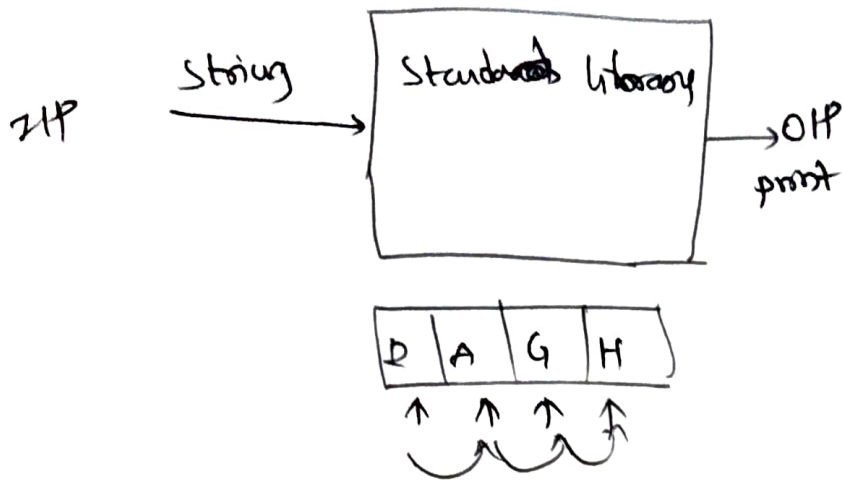 String
Standard library
I/P
O/P
print
D A G H